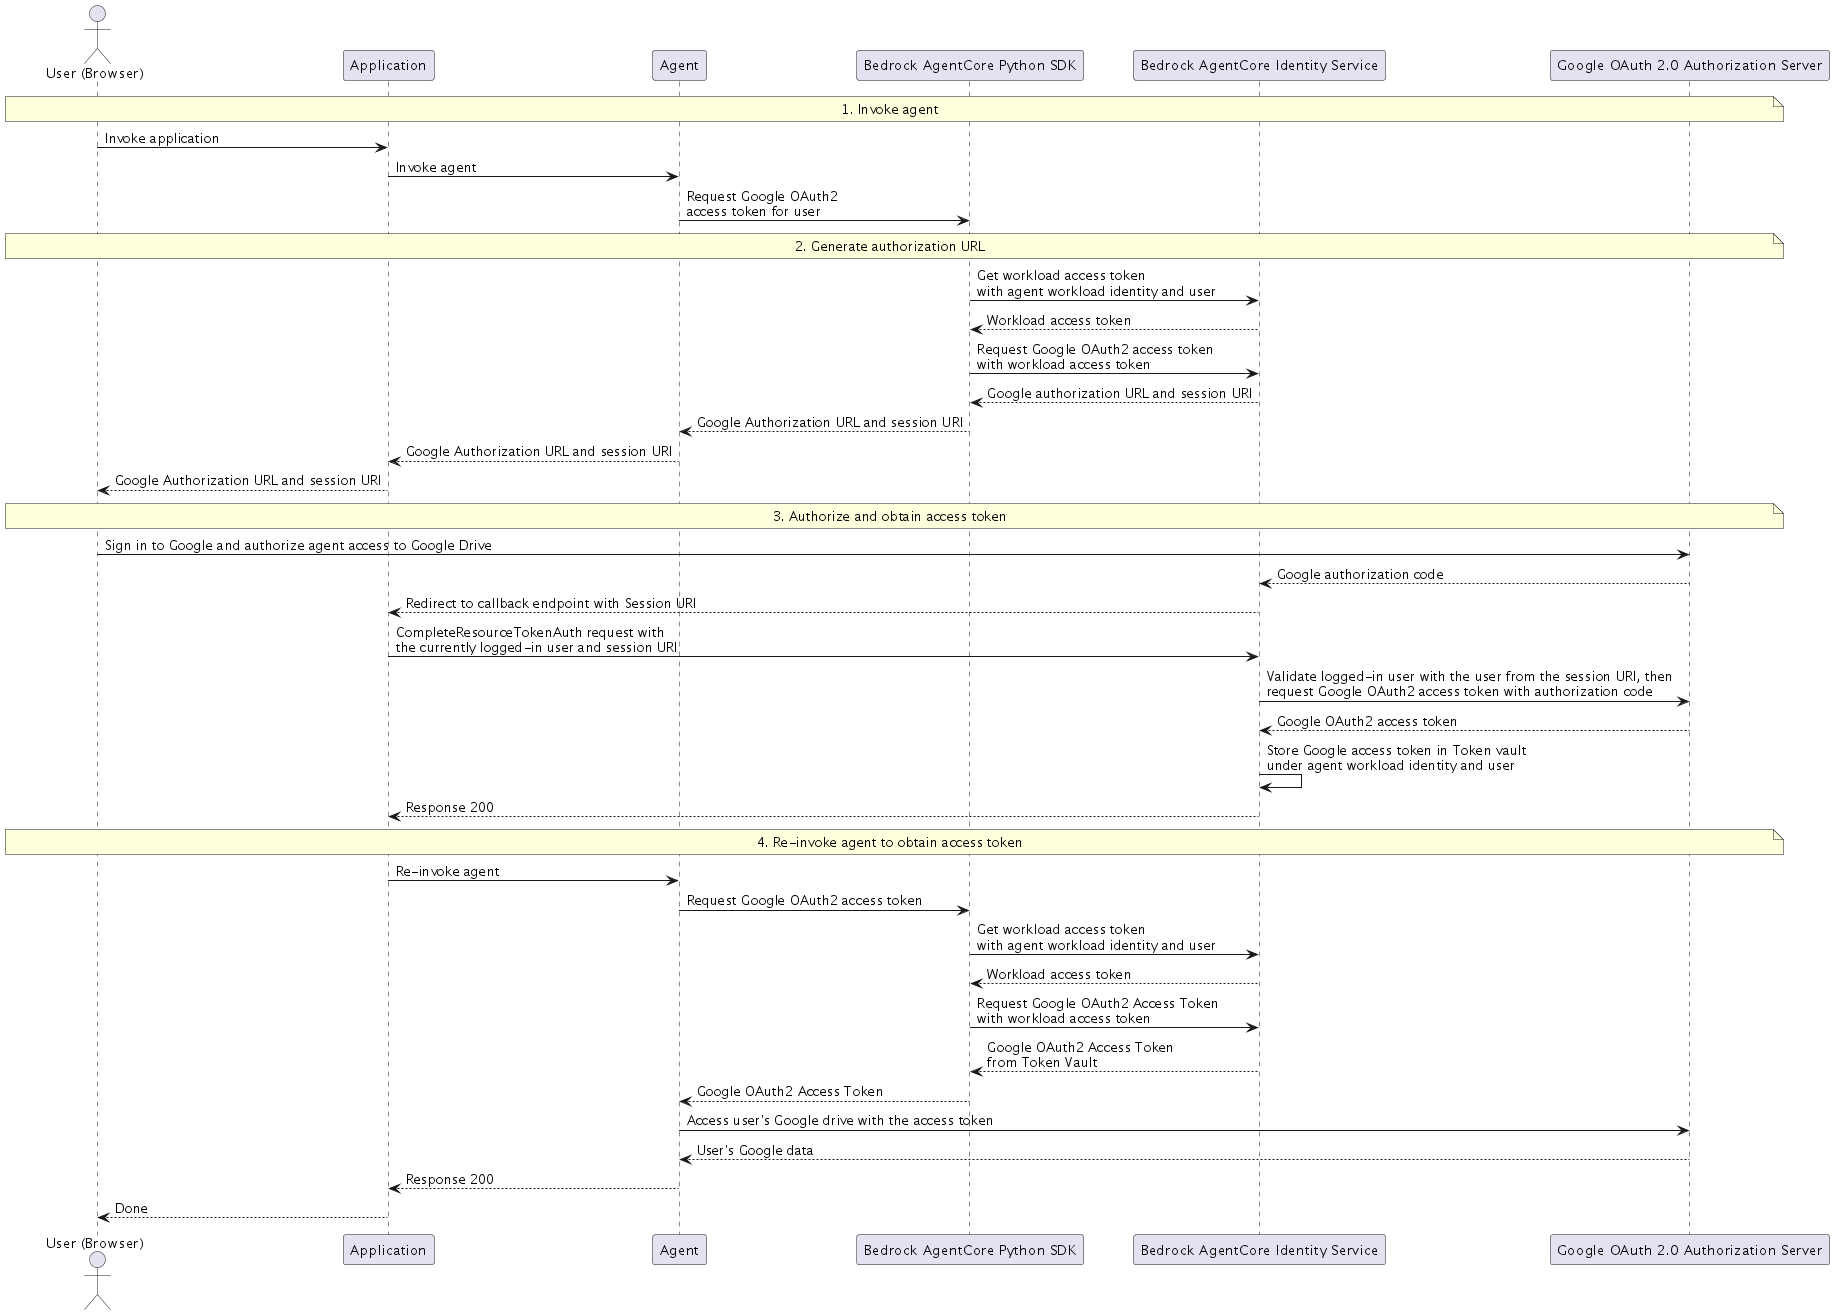 User (Browser)
Application
Agent
Bedrock AgentCore Python SDK
Bedrock AgentCore Identity Service
Google OAuth 2.0 Authorization Server
1. Invoke agent
Invoke application
Invoke agent
Request Google OAuth2
access token for user
2. Generate authorization URL
Get workload access token
with agent workload identity and user
Workload access token
Request Google OAuth2 access token
with workload access token
Google authorization URL and session URI
Google Authorization URL and session URI
Google Authorization URL and session URI
Google Authorization URL and session URI
3. Authorize and obtain access token
Sign in to Google and authorize agent access to Google Drive
Google authorization code
Redirect to callback endpoint with Session URI
CompleteResourceTokenAuth request with
the currently logged-in user and session URI
Validate logged-in user with the user from the session URI, then
request Google OAuth2 access token with authorization code
Google OAuth2 access token
Store Google access token in Token vault
under agent workload identity and user
Response 200
4. Re-invoke agent to obtain access token
Re-invoke agent
Request Google OAuth2 access token
Get workload access token
with agent workload identity and user
Workload access token
Request Google OAuth2 Access Token
with workload access token
Google OAuth2 Access Token
from Token Vault
Google OAuth2 Access Token
Access user's Google drive with the access token
User's Google data
Response 200
Done
User (Browser)
Application
Agent
Bedrock AgentCore Python SDK
Bedrock AgentCore Identity Service
Google OAuth 2.0 Authorization Server